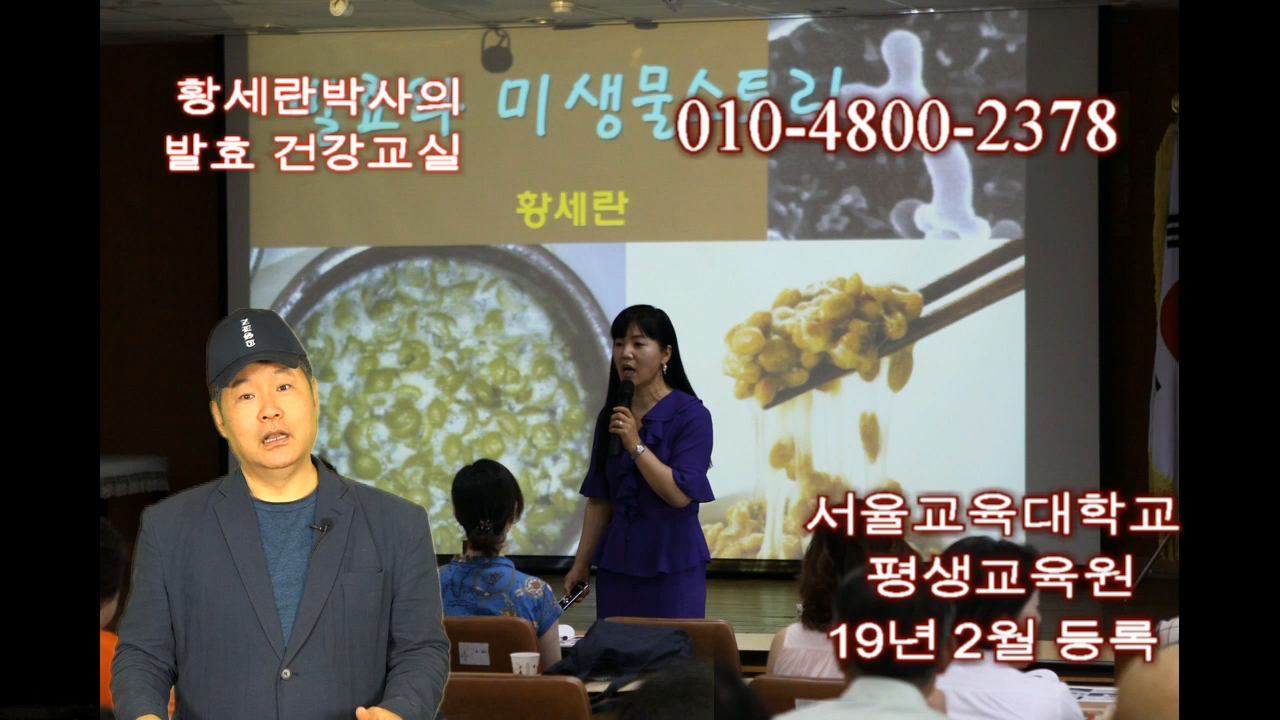 황세란박사의
발효 건강교실
010-4800-2378
미생물스토리
황세란
서울교육대학교
평생교육원
19년 2월 등록